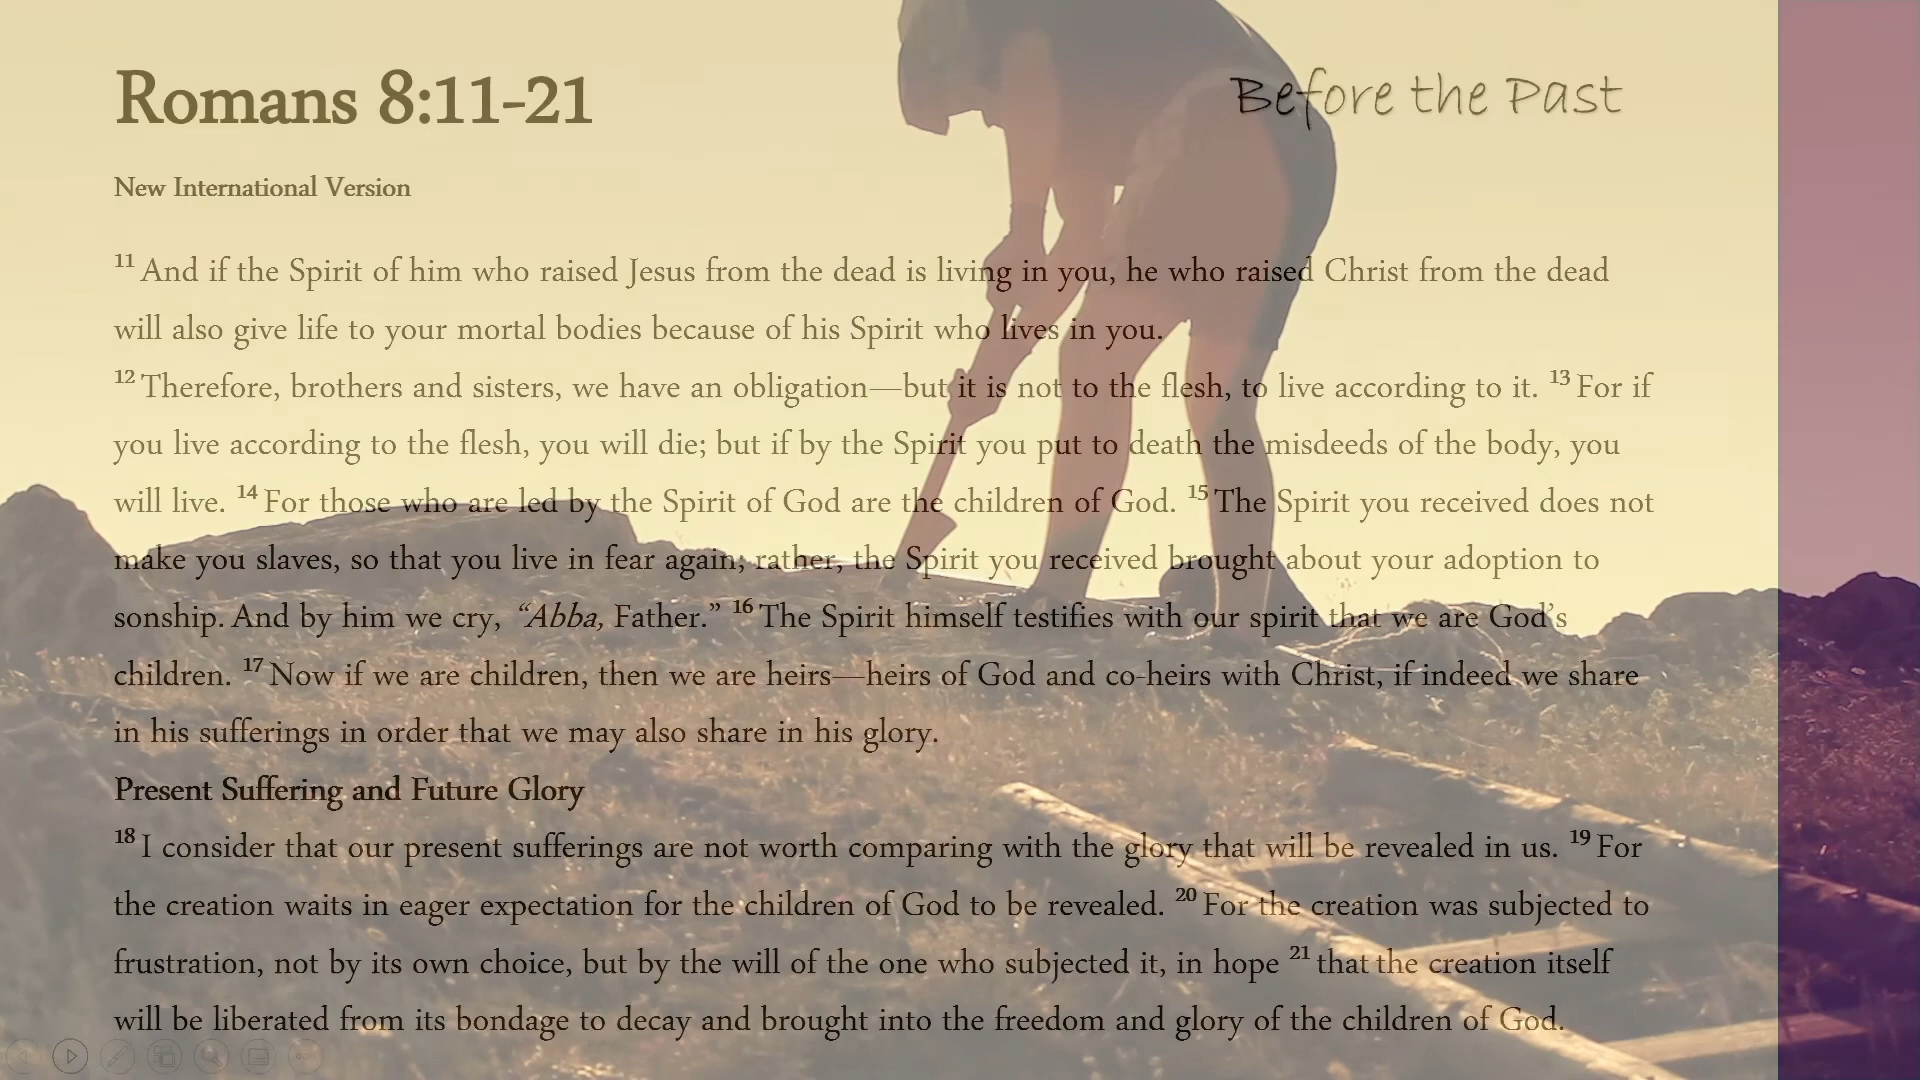 Romans 8:11-21
Before the Past
New International Version
11 And if the Spirit of him who raised Jesus from the dead is living in you, he who raised Christ from the dead
will also give life to your mortal bodies because of his Spirit who lives in you.
12 Therefore, brothers and sisters, we have an obligation—but it is not to the flesh, to live according to it. 13 For if
you live according to the flesh, you will die; but if by the Spirit you put to death the misdeeds of the body, you
will live. 14 For those who are led by the Spirit of God are the children of God. 15 The Spirit you received does not
make you slaves, so that you live in fear again; rather, the Spirit you received brought about your adoption to
sonship. And by him we cry, “Abba, Father.” 16 The Spirit himself testifies with our spirit that we are God’s
children. 17 Now if we are children, then we are heirs—heirs of God and co-heirs with Christ, if indeed we share
in his sufferings in order that we may also share in his glory.
Present Suffering and Future Glory
18 I consider that our present sufferings are not worth comparing with the glory that will be revealed in us. 19 For
the creation waits in eager expectation for the children of God to be revealed. 20 For the creation was subjected to
frustration, not by its own choice, but by the will of the one who subjected it, in hope 21 that the creation itself
will be liberated from its bondage to decay and brought into the freedom and glory of the children of God.